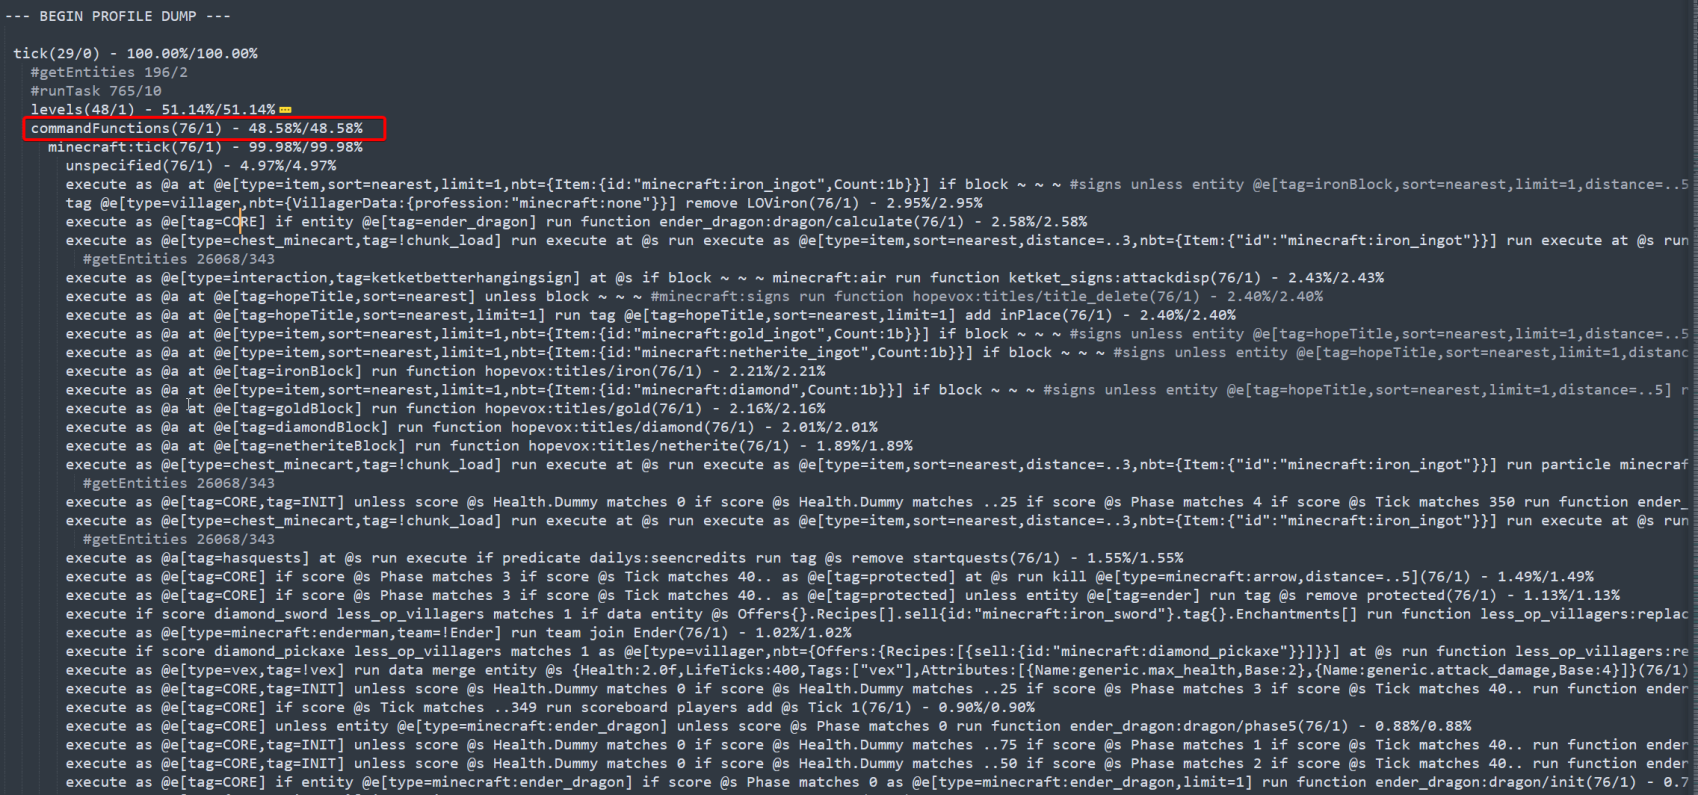 --- BEGIN PROFILE DUMP ---
tick(29/0) - 100.00%/100.00%
#getEntities 196/2
#runTask 765/10
levels(48/1) - 51.14%/51.14%
commandFunctions(76/1) - 48.58%/48.58%
minecraft:tick(76/1) - 99.98%/99.98%
unspecified(76/1) - 4.97%/4.97%
execute as @a at @e[type=item,sort=nearest,limit=1,nbt={Item:{id:"minecraft:iron_ingot",Count:1b}}] if block ~ ~ ~ #signs unless entity @e[tag=ironBlock,sort=nearest,limit=1,distance=..5
tag @e[type=villager,nbt={VillagerData:{profession:"minecraft:none"}}] remove LOViron(76/1) - 2.95%/2.95%
execute as @e[tag=CORE] if entity @e[tag=ender_dragon] run function ender_dragon:dragon/calculate(76/1) - 2.58%/2.58%
execute as @e[type=chest_minecart,tag=!chunk_load] run execute at @s run execute as @e[type=item,sort=nearest,distance=..3,nbt={Item:{"id":"minecraft:iron_ingot"}}] run execute at @s run
#getEntities 26068/343
execute as @e[type=interaction,tag=ketketbetterhangingsign] at @s if block ~ ~ ~ minecraft:air run function ketket_signs:attackdisp(76/1) - 2.43%/2.43%
execute as @a at @e[tag=hopeTitle,sort=nearest] unless block ~ ~ ~ #minecraft:signs run function hopevox:titles/title_delete(76/1) - 2.40%/2.40%
execute as @a at @e[tag=hopeTitle,sort=nearest,limit=1] run tag @e[tag=hopeTitle,sort=nearest,limit=1] add inPlace(76/1) - 2.40%/2.40%
execute as @a at @e[type=item,sort=nearest,limit=1,nbt={Item:{id:"minecraft:gold_ingot",Count:1b}}] if block ~ ~ ~ #signs unless entity @e[tag=hopeTitle,sort=nearest,limit=1,distance=..5
execute as @a at @e[type=item,sort=nearest,limit=1,nbt={Item:{id:"minecraft:netherite_ingot",Count:1b}}] if block ~ ~ ~ #signs unless entity @e[tag=hopeTitle,sort=nearest,limit=1,distanc
execute as @a at @e[tag=ironBlock] run function hopevox:titles/iron(76/1) - 2.21%/2.21%
execute as @a at @e[type=item,sort=nearest,limit=1,nbt={Item:{id:"minecraft:diamond",Count:1b}}] if block ~ ~ ~ #signs unless entity @e[tag=hopeTitle,sort=nearest,limit=1,distance=..5] r
execute as @a at @e[tag=goldBlock] run function hopevox:titles/gold(76/1) - 2.16%/2.16%
execute as @a at @e[tag=diamondBlock] run function hopevox:titles/diamond(76/1) - 2.01%/2.01%
execute as @a at @e[tag=netheriteBlock] run function hopevox:titles/netherite(76/1) - 1.89%/1.89%
execute as @e[type=chest_minecart,tag=!chunk_load] run execute at @s run execute as @e[type=item,sort=nearest,distance=..3,nbt={Item:{"id":"minecraft:iron_ingot"}}] run particle minecraf
#getEntities 26068/343
execute as @e[tag=CORE,tag=INIT] unless score @s Health.Dummy matches 0 if score @s Health.Dummy matches ..25 if score @s Phase matches 4 if score @s Tick matches 350 run function ender_
execute as @e[type=chest_minecart,tag=!chunk_load] run execute at @s run execute as @e[type=item,sort=nearest,distance=..3,nbt={Item:{"id":"minecraft:iron_ingot"}}] run execute at @s run
#getEntities 26068/343
execute as @a[tag=hasquests] at @s run execute if predicate dailys:seencredits run tag @s remove startquests(76/1) - 1.55%/1.55%
execute as @e[tag=CORE] if score @s Phase matches 3 if score @s Tick matches 40.. as @e[tag=protected] at @s run kill @e[type=minecraft:arrow,distance=..5](76/1) - 1.49%/1.49%
execute as @e[tag=CORE] if score @s Phase matches 3 if score @s Tick matches 40.. as @e[tag=protected] unless entity @e[tag=ender] run tag @s remove protected(76/1) - 1.13%/1.13%
execute if score diamond_sword less_op_villagers matches 1 if data entity @s Offers{}.Recipes[].sell{id:"minecraft:iron_sword"}.tag{}.Enchantments[] run function less_op_villagers:replac
execute as @e[type=minecraft:enderman,team=!Ender] run team join Ender(76/1) - 1.02%/1.02%
execute if score diamond_pickaxe less_op_villagers matches 1 as @e[type=villager,nbt={Offers:{Recipes:[{sell:{id:"minecraft:diamond_pickaxe"}}]}}] at @s run function less_op_villagers:re
execute as @e[type=vex,tag=!vex] run data merge entity @s {Health:2.0f,LifeTicks:400,Tags:["vex"],Attributes:[{Name:generic.max_health,Base:2},{Name:generic.attack_damage,Base:4}]}(76/1)
execute as @e[tag=CORE,tag=INIT] unless score @s Health.Dummy matches 0 if score @s Health.Dummy matches ..25 if score @s Phase matches 3 if score @s Tick matches 40.. run function ender
execute as @e[tag=CORE] if score @s Tick matches ..349 run scoreboard players add @s Tick 1(76/1) - 0.90%/0.90%
execute as @e[tag=CORE] unless entity @e[type=minecraft:ender_dragon] unless score @s Phase matches 0 run function ender_dragon:dragon/phase5(76/1) - 0.88%/0.88%
execute as @e[tag=CORE,tag=INIT] unless score @s Health.Dummy matches 0 if score @s Health.Dummy matches ..75 if score @s Phase matches 1 if score @s Tick matches 40.. run function ender
execute as @e[tag=CORE,tag=INIT] unless score @s Health.Dummy matches 0 if score @s Health.Dummy matches ..50 if score @s Phase matches 2 if score @s Tick matches 40.. run function ender
execute as @e[tag=CORE] if entity @e[type=minecraft:ender_dragon] if score @s Phase matches 0 as @e[type=minecraft:ender_dragon,limit=1] run function ender_dragon:dragon/init(76/1) - 0.7